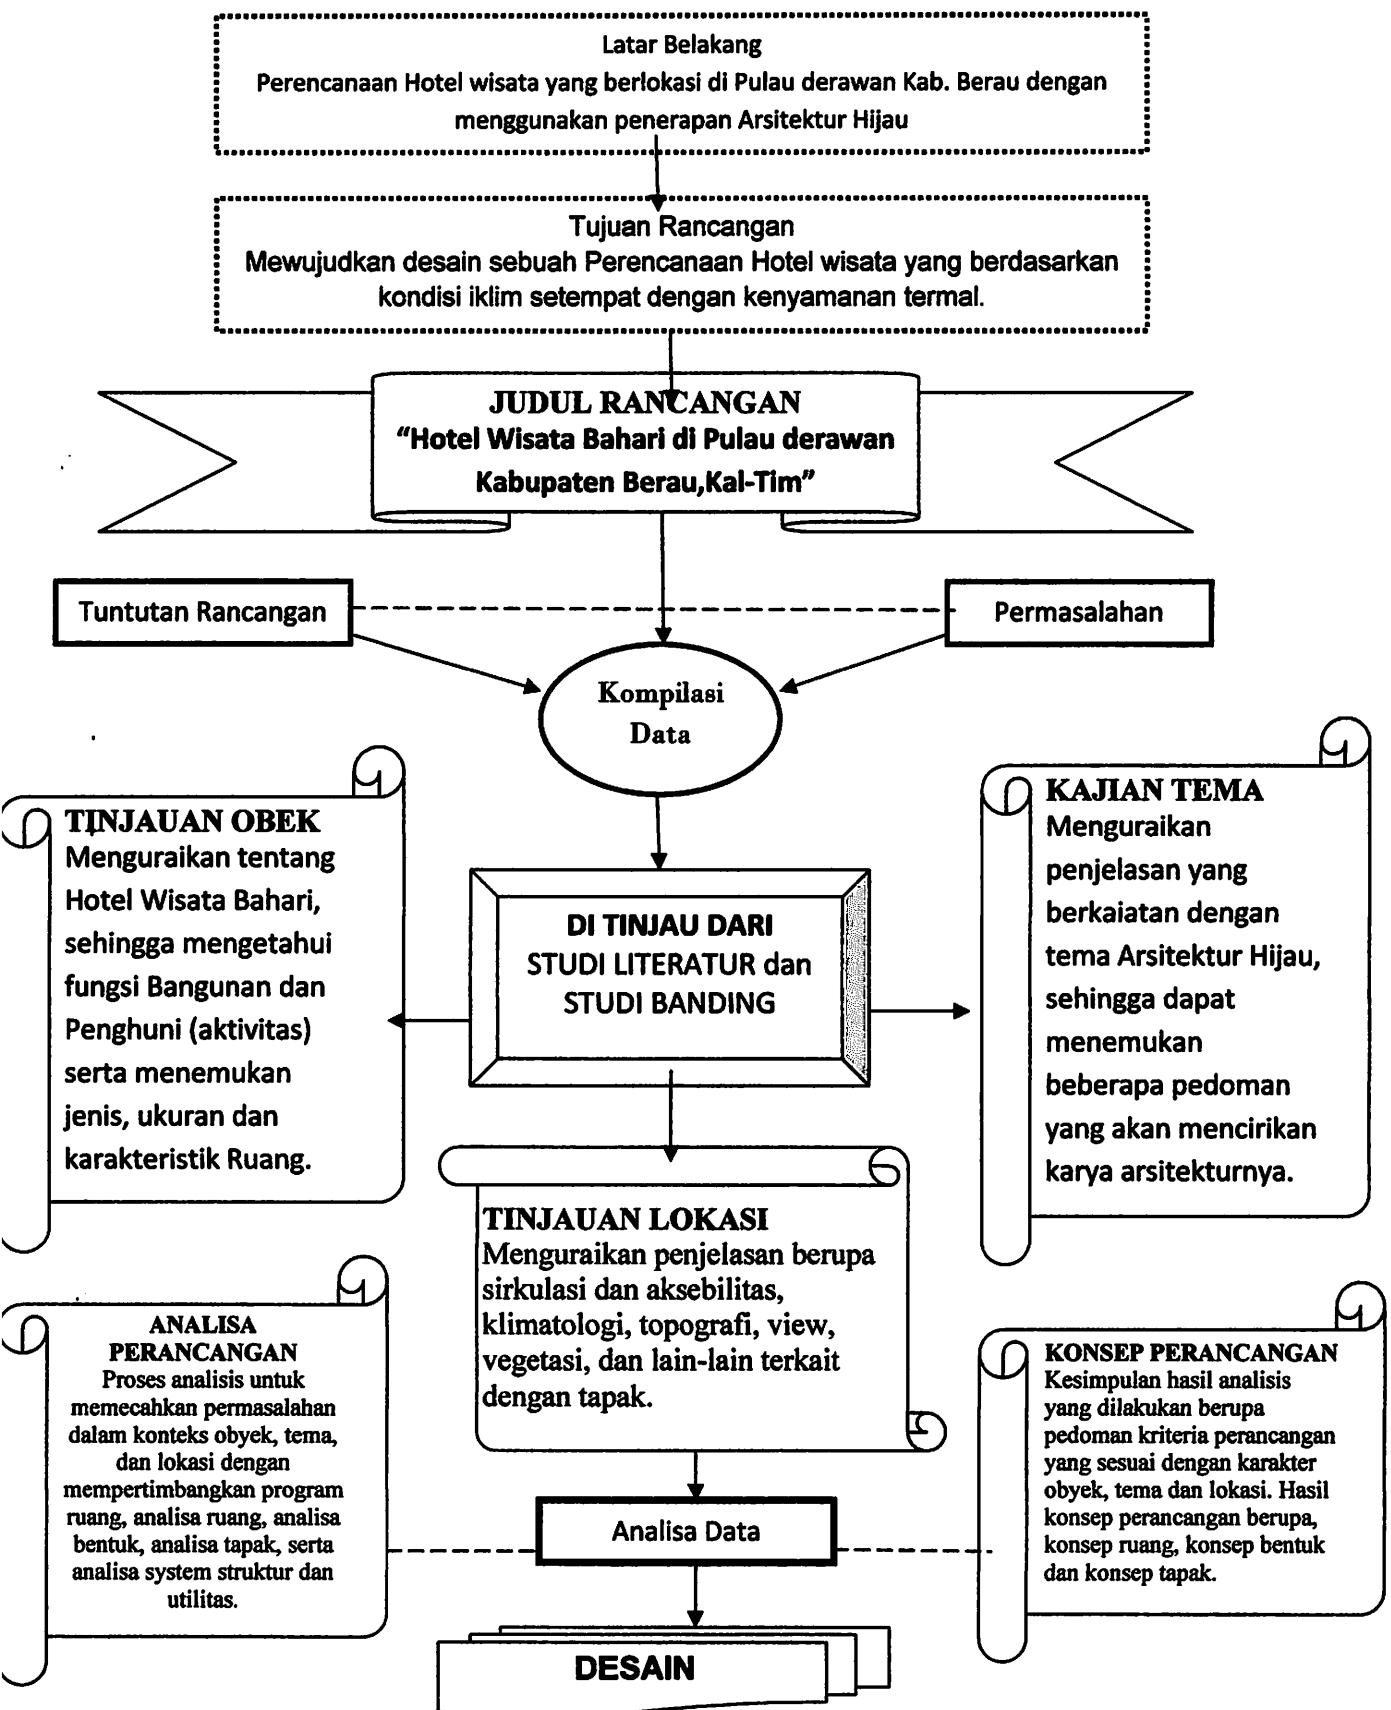 Latar Belakang
Perencanaan Hotel wisata yang berlokasi di Pulau derawan Kab. Berau dengan
menggunakan penerapan Arsitektur Hijau
Tujuan Rancangan
Mewujudkan desain sebuah Perencanaan Hotel wisata yang berdasarkan
kondisi iklim setempat dengan kenyamanan termal.
JUDUL RANCANGAN
“Hotel Wisata Bahari di Pulau derawan
Kabupaten Berau,Kal-Tim”
Tuntutan Rancangan
Permasalahan
Kompilasi
Data
TINJAUAN OBEK
Menguraikan tentang
Hotel Wisata Bahari,
sehingga mengetahui
fungsi Bangunan dan
Penghuni (aktivitas)
serta menemukan
jenis, ukuran dan
karakteristik Ruang.
DI TINJAU DARI
STUDI LITERATUR dan
STUDI BANDING
KAJIAN TEMA
Menguraikan
penjelasan yang
berkaiatan dengan
tema Arsitektur Hijau,
sehingga dapat
menemukan
beberapa pedoman
yang akan mencirikan
karya arsitekturnya.
TINJAUAN LOKASI
Menguraikan penjelasan berupa
sirkulasi dan aksebilitas,
klimatologi, topografi, view,
vegetasi, dan lain-lain terkait
dengan tapak.
ANALISA
PERANCANGAN
Proses analisis untuk
memecahkan permasalahan
dalam konteks obyek, tema,
dan lokasi dengan
mempertimbangkan program
ruang, analisa ruang, analisa
bentuk, analisa tapak, serta
analisa system struktur dan
utilitas.
Analisa Data
KONSEP PERANCANGAN
Kesimpulan hasil analisis
yang dilakukan berupa
pedoman kriteria perancangan
yang sesuai dengan karakter
obyek, tema dan lokasi. Hasil
konsep perancangan berupa,
konsep ruang, konsep bentuk
dan konsep tapak.
DESAIN